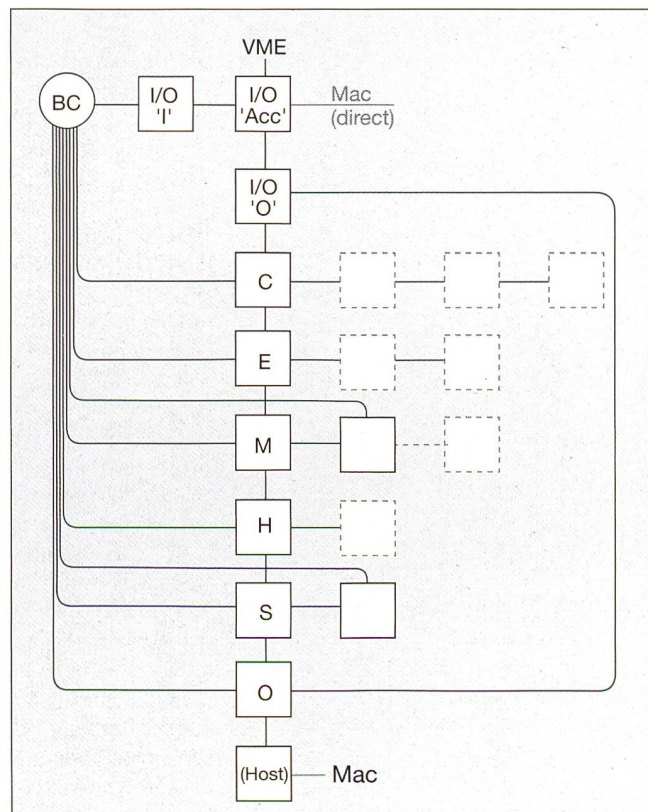 VME
BC
I/O
'I'
I/O
'Acc'
Mac
(direct)
I/O
'O'
C
E
M
H
S
O
(Host)
Mac